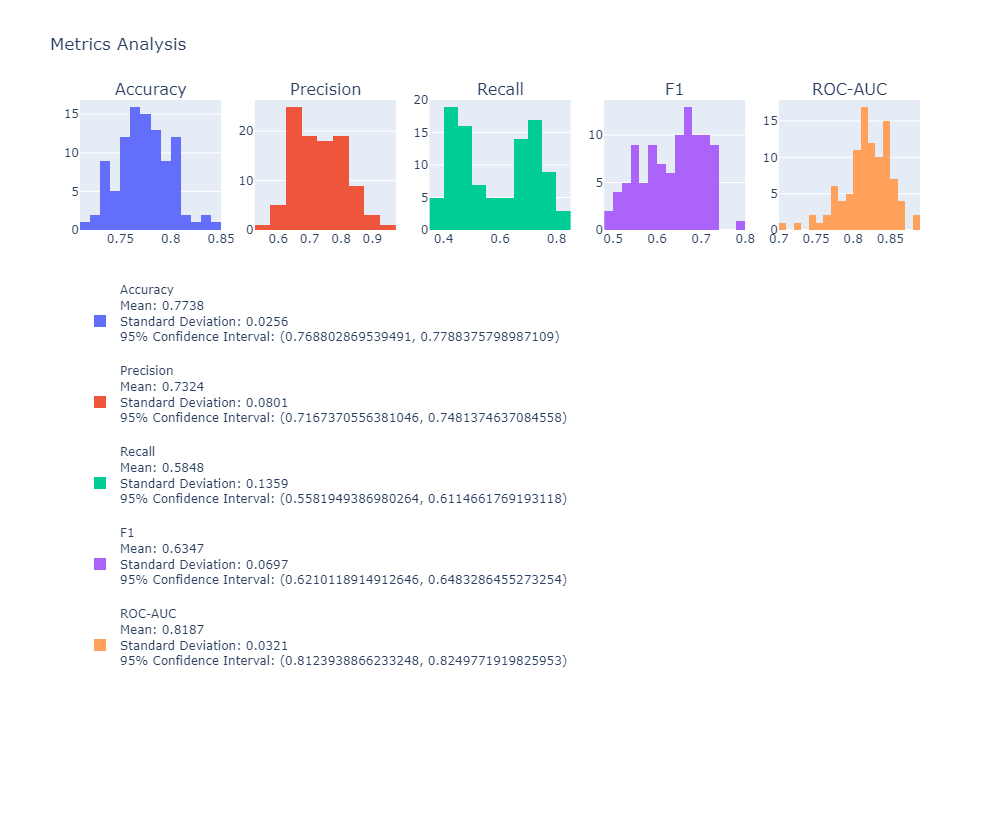 Metrics Analysis
Accuracy
Precision
Recall
F1
ROC-AUC
15
10
5
0
0.75
0.8
0.85
20
10
0
0.6
0.7
0.8
0.9
20
15
10
5
0
0.4
0.6
0.8
10
5
0
0.5
0.6
0.7
0.8
15
10
5
0
0.7
0.75
0.8
0.85
Accuracy
Mean: 0.7738
Standard Deviation: 0.0256
95% Confidence Interval: (0.768802869539491, 0.7788375798987109)
Precision
Mean: 0.7324
Standard Deviation: 0.0801
95% Confidence Interval: (0.7167370556381046, 0.7481374637084558)
Recall
Mean: 0.5848
Standard Deviation: 0.1359
95% Confidence Interval: (0.5581949386980264, 0.6114661769193118)
F1
Mean: 0.6347
Standard Deviation: 0.0697
95% Confidence Interval: (0.6210118914912646, 0.6483286455273254)
ROC-AUC
Mean: 0.8187
Standard Deviation: 0.0321
95% Confidence Interval: (0.8123938866233248, 0.8249771919825953)